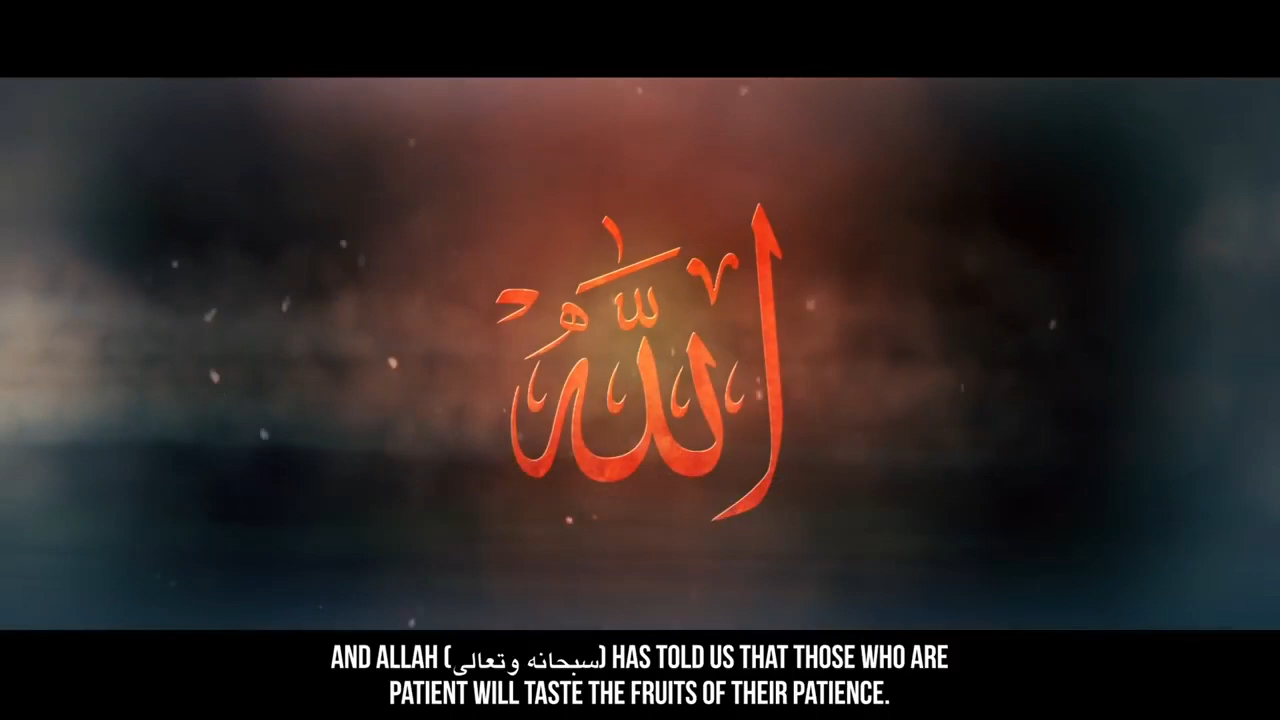 الله
AND ALLAH (سبحانه وتعالى) HAS TOLD US THAT THOSE WHO ARE
PATIENT WILL TASTE THE FRUITS OF THEIR PATIENCE.